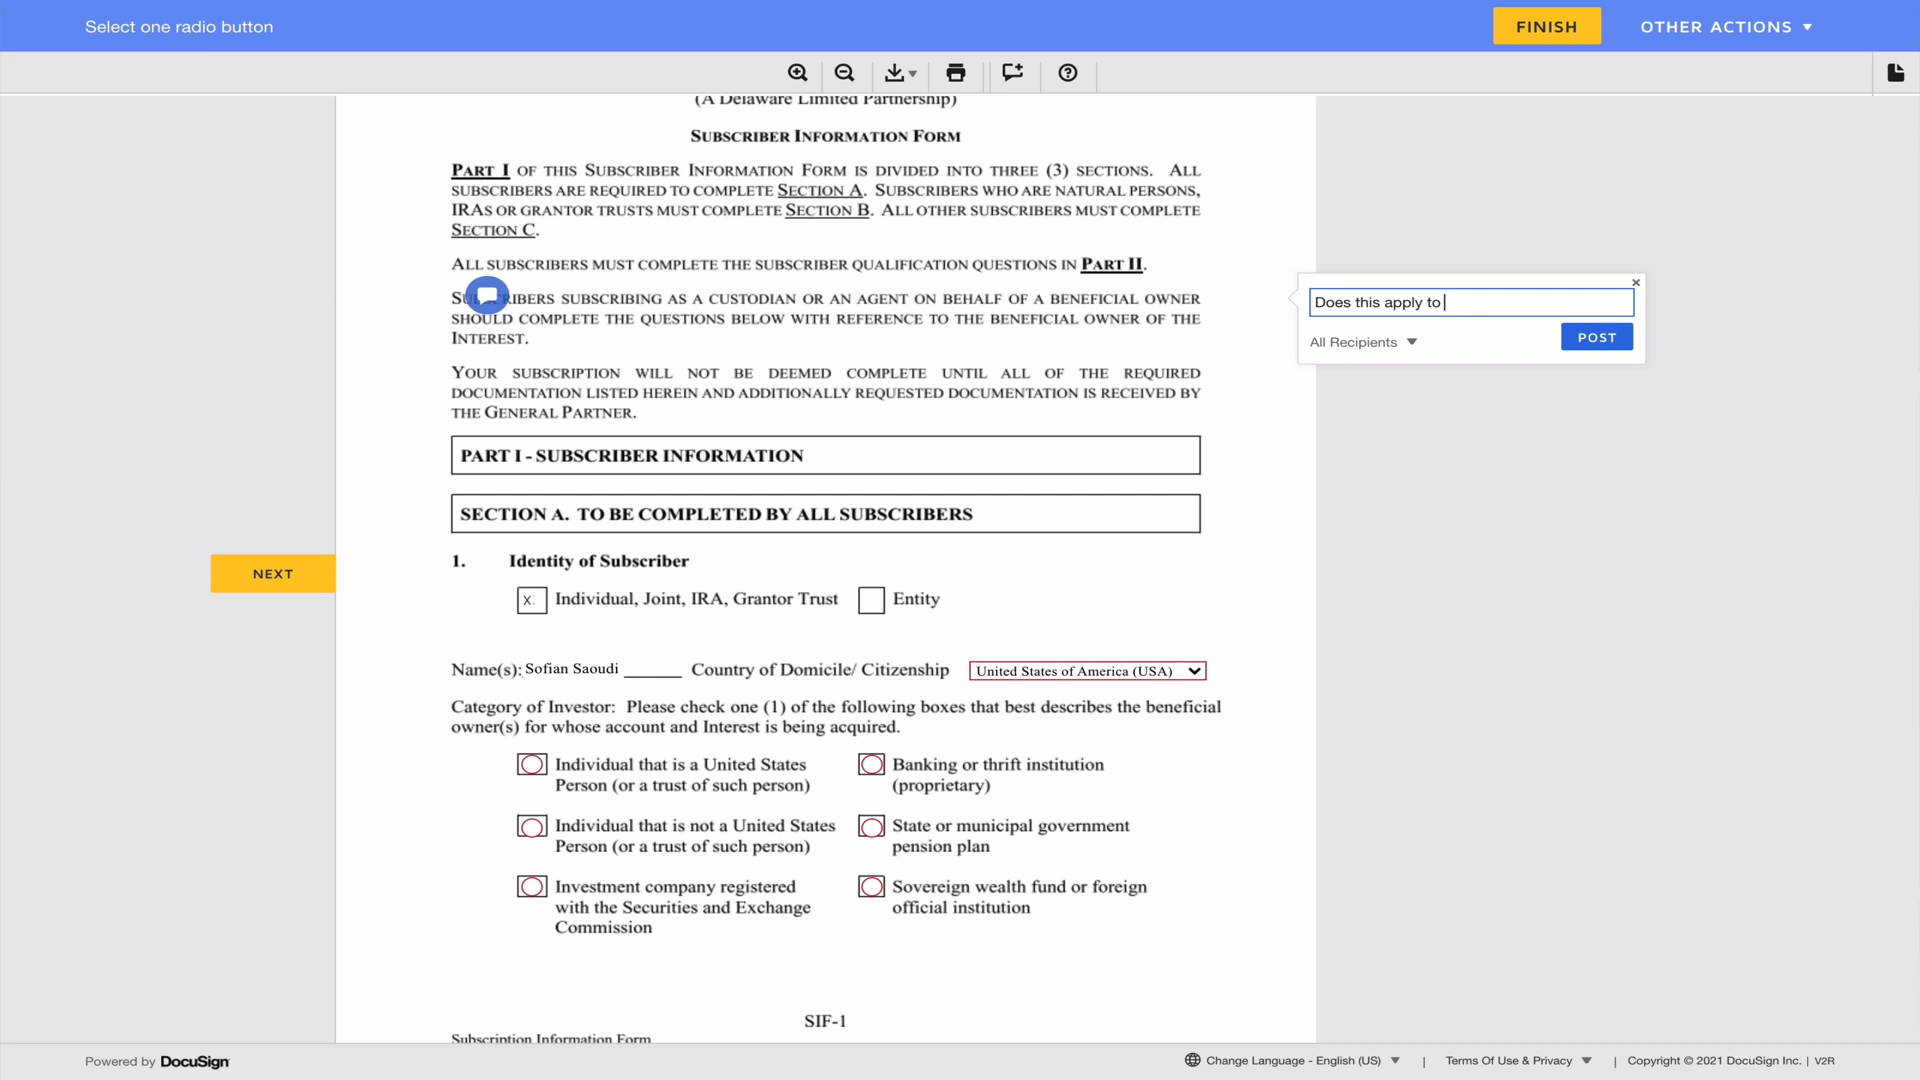 Select one radio button
FINISH
OTHER ACTIONS
(A Delaware Limited Partnership)
SUBSCRIBER INFORMATION FORM
PART I OF THIS SUBSCRIBER INFORMATION FORM IS DIVIDED INTO THREE (3) SECTIONS. ALL
SUBSCRIBERS ARE REQUIRED TO COMPLETE SECTION A. SUBSCRIBERS WHO ARE NATURAL PERSONS,
IRAS OR GRANTOR TRUSTS MUST COMPLETE SECTION B. ALL OTHER SUBSCRIBERS MUST COMPLETE
SECTION C.
ALL SUBSCRIBERS MUST COMPLETE THE SUBSCRIBER QUALIFICATION QUESTIONS IN PART II.
SUBSCRIBERS SUBSCRIBING AS A CUSTODIAN OR AN AGENT ON BEHALF OF A BENEFICIAL OWNER
SHOULD COMPLETE THE QUESTIONS BELOW WITH REFERENCE TO THE BENEFICIAL OWNER OF THE
INTEREST.
Does this apply to
All Recipients
POST
YOUR SUBSCRIPTION WILL NOT BE DEEMED COMPLETE UNTIL ALL OF THE REQUIRED
DOCUMENTATION LISTED HEREIN AND ADDITIONALLY REQUESTED DOCUMENTATION IS RECEIVED BY
THE GENERAL PARTNER.
PART I - SUBSCRIBER INFORMATION
SECTION A. TO BE COMPLETED BY ALL SUBSCRIBERS
1. Identity of Subscriber
NEXT
X Individual, Joint, IRA, Grantor Trust Entity
Name(s): Sofian Saoudi Country of Domicile/ Citizenship United States of America (USA)
Category of Investor: Please check one (1) of the following boxes that best describes the beneficial
owner(s) for whose account and Interest is being acquired.
Individual that is a United States
Person (or a trust of such person)
Banking or thrift institution
(proprietary)
Individual that is not a United States
Person (or a trust of such person)
State or municipal government
pension plan
Investment company registered
with the Securities and Exchange
Commission
Sovereign wealth fund or foreign
official institution
SIF-1
Subscription Information Form
Powered by DocuSign
Change Language - English (US) | Terms Of Use & Privacy | Copyright © 2021 DocuSign Inc. | V2R